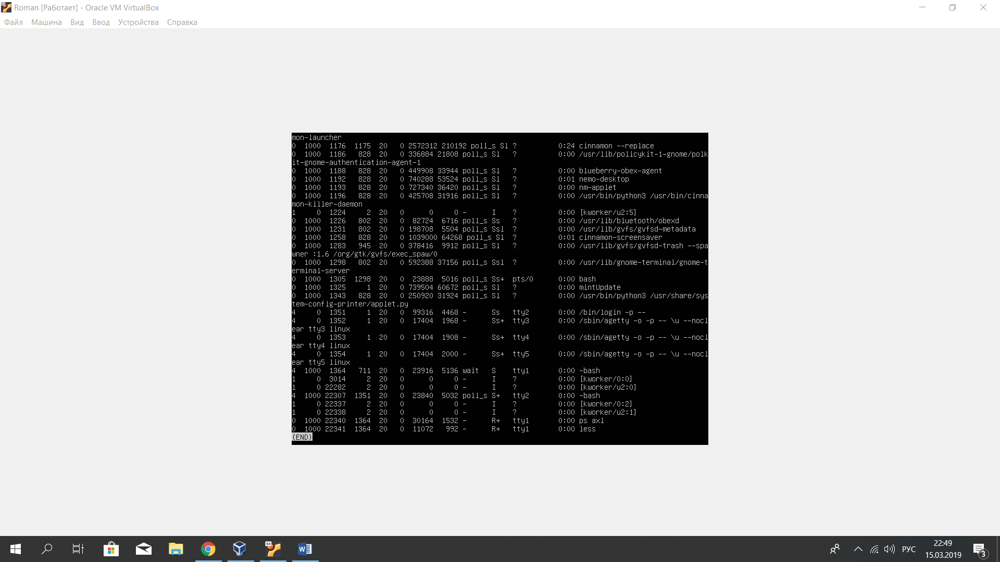 Roman [Работает] - Oracle VM VirtualBox
Файл Машина Вид Ввод Устройства Справка
mon-launcher
0 1000 1176 1175 20 0 2572312 210192 poll_s Sl ? 0:24 cinnamon --replace
0 1000 1186 828 20 0 336884 21808 poll_s Sl ? 0:00 /usr/lib/policykit-1-gnome/polk
it-gnome-authentication-agent-1
0 1000 1188 828 20 0 449908 33944 poll_s Sl ? 0:00 blueberry-obex-agent
0 1000 1192 828 20 0 740288 53524 poll_s Sl ? 0:01 nemo-desktop
0 1000 1193 828 20 0 727340 36420 poll_s Sl ? 0:00 nm-applet
0 1000 1196 828 20 0 425708 31916 poll_s Sl ? 0:00 /usr/bin/python3 /usr/bin/cinna
mon-killer-daemon
1 0 1224 2 20 0 0 0 - I ? 0:00 [kworker/u2:5]
0 1000 1226 802 20 0 82724 6716 poll_s Ss ? 0:00 /usr/lib/bluetooth/obexd
0 1000 1231 802 20 0 198708 5504 poll_s Ssl ? 0:00 /usr/lib/gvfs/gvfsd-metadata
0 1000 1258 828 20 0 1039000 64268 poll_s Sl ? 0:01 cinnamon-screensaver
0 1000 1283 945 20 0 378416 9912 poll_s Sl ? 0:00 /usr/lib/gvfs/gvfsd-trash --spa
wner :1.6 /org/gtk/gvfs/exec_spaw/0
0 1000 1298 802 20 0 592388 37156 poll_s Ssl ? 0:00 /usr/lib/gnome-terminal/gnome-t
erminal-server
0 1000 1305 1298 20 0 23888 5016 poll_s Ss+ pts/0 0:00 bash
0 1000 1325 1 20 0 739504 60672 poll_s Sl ? 0:00 mintUpdate
0 1000 1343 828 20 0 250920 31924 poll_s Sl ? 0:00 /usr/bin/python3 /usr/share/sys
tem-config-printer/applet.py
4 0 1351 1 20 0 99316 4468 - Ss tty2 0:00 /bin/login -p --
4 0 1352 1 20 0 17404 1968 - Ss+ tty3 0:00 /sbin/agetty -o -p -- \u --nocl
ear tty3 linux
4 0 1353 1 20 0 17404 1908 - Ss+ tty4 0:00 /sbin/agetty -o -p -- \u --nocl
ear tty4 linux
4 0 1354 1 20 0 17404 2000 - Ss+ tty5 0:00 /sbin/agetty -o -p -- \u --nocl
ear tty5 linux
4 1000 1364 711 20 0 23916 5136 wait S tty1 0:00 -bash
1 0 3014 2 20 0 0 0 - I ? 0:00 [kworker/0:0]
1 0 22282 2 20 0 0 0 - I ? 0:00 [kworker/u2:0]
4 1000 22307 1351 20 0 23840 5032 poll_s S+ tty2 0:00 -bash
1 0 22337 2 20 0 0 0 - I ? 0:00 [kworker/0:2]
1 0 22338 2 20 0 0 0 - I ? 0:00 [kworker/u2:1]
0 1000 22340 1364 20 0 30164 1532 - R+ tty1 0:00 ps axl
0 1000 22341 1364 20 0 11072 992 - R+ tty1 0:00 less
(END)
64
РУС
22:49
15.03.2019
3